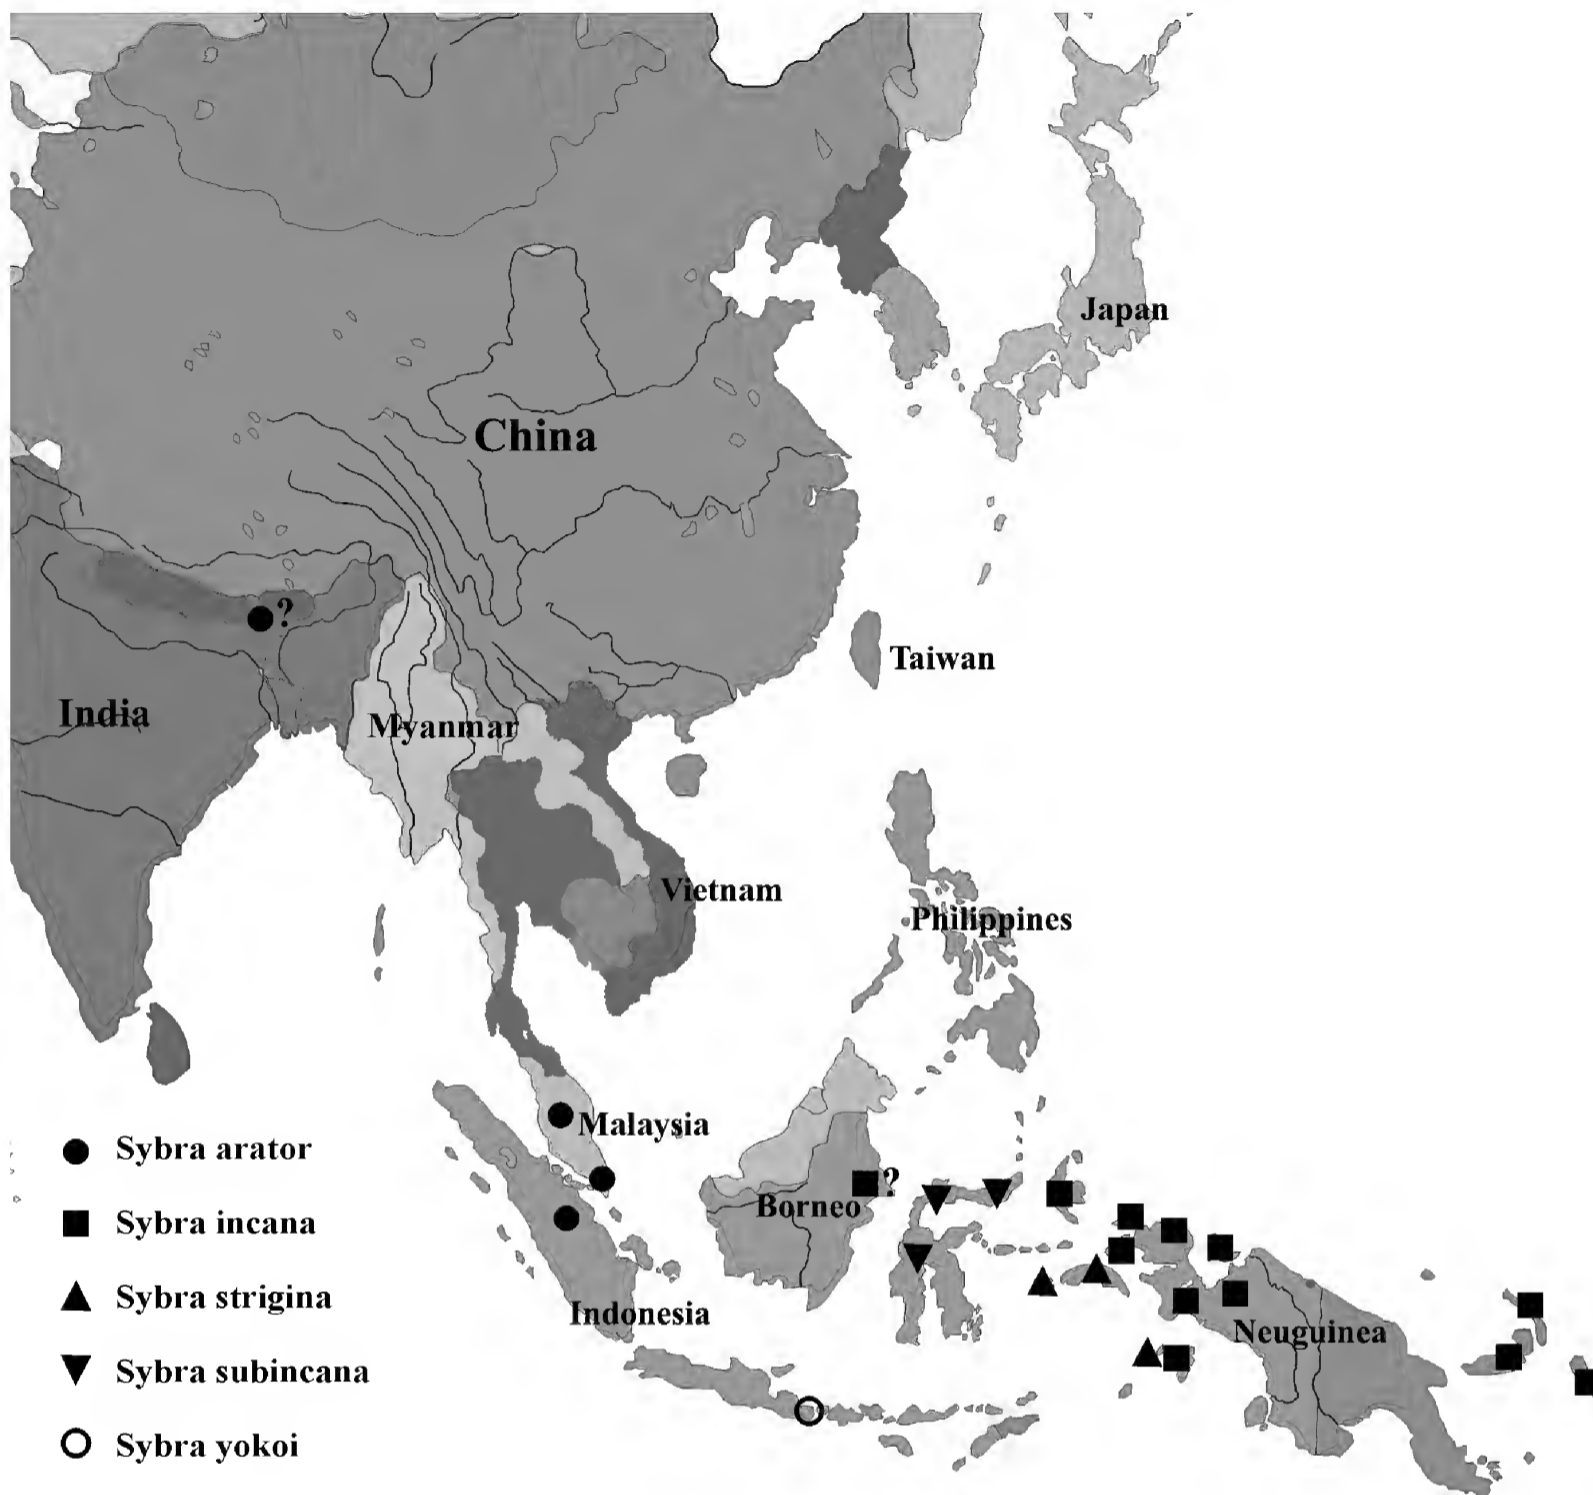 Japan
China
?
Taiwan
India
Myanmar
Vietnam
Philippines
Malaysia
Sybra arator
?
Borneo
Sybra incana
Sybra strigina
Indonesia
Neuguinea
Sybra subincana
Sybra yokoi